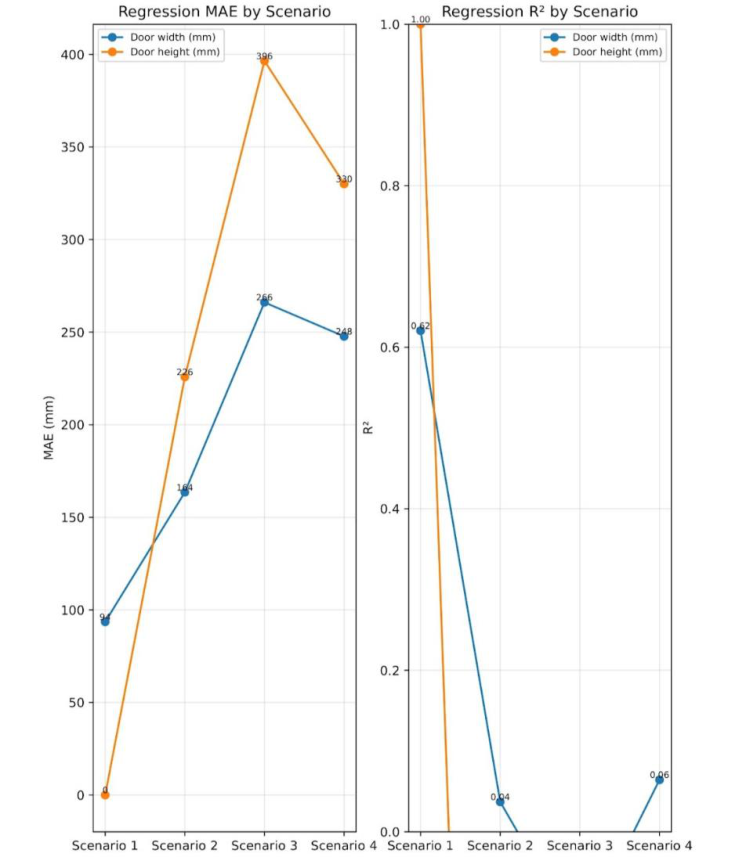 Regression MAE by Scenario
Door width (mm)
Door height (mm)
400
350
300
250
200
150
100
50
0
MAE (mm)
396
330
266
248
226
164
94
0
Scenario 1 Scenario 2 Scenario 3 Scenario 4
Regression R² by Scenario
Door width (mm)
Door height (mm)
1.0
0.8
0.6
0.4
0.2
0.0
R²
1.00
0.62
0.04
0.06
Scenario 1 Scenario 2 Scenario 3 Scenario 4